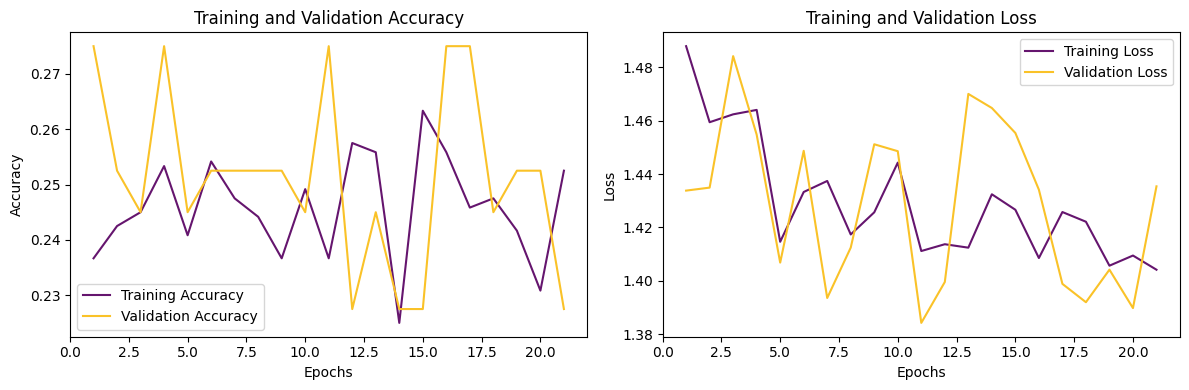 Training and Validation Accuracy
Accuracy
0.27
0.26
0.25
0.24
0.23
Training Accuracy
Validation Accuracy
0.0 2.5 5.0 7.5 10.0 12.5 15.0 17.5 20.0
Epochs
Training and Validation Loss
Loss
1.48
1.46
1.44
1.42
1.40
1.38
Training Loss
Validation Loss
0.0 2.5 5.0 7.5 10.0 12.5 15.0 17.5 20.0
Epochs